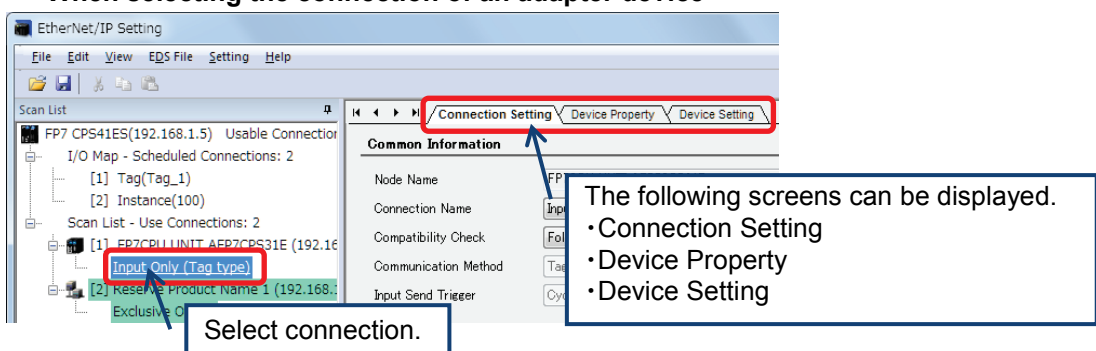 When selecting the connection of an adapter device
EtherNet/IP Setting
File Edit View EDS File Setting Help
Scan List
Connection Setting Device Property Device Setting
FP7 CPS41ES(192.168.1.5) Usable Connection
Common Information
I/O Map - Scheduled Connections: 2
[1] Tag(Tag_1)
Node Name
[2] Instance(100)
Connection Name
Scan List - Use Connections: 2
Compatibility Check
[1] FP7CPU UNIT AFP7CPS31E (192.16
Input Only (Tag type)
Communication Method
[2] Reserve Product Name 1 (192.168.1
Input Send Trigger
Exclusive
The following screens can be displayed.
・Connection Setting
・Device Property
・Device Setting
Select connection.